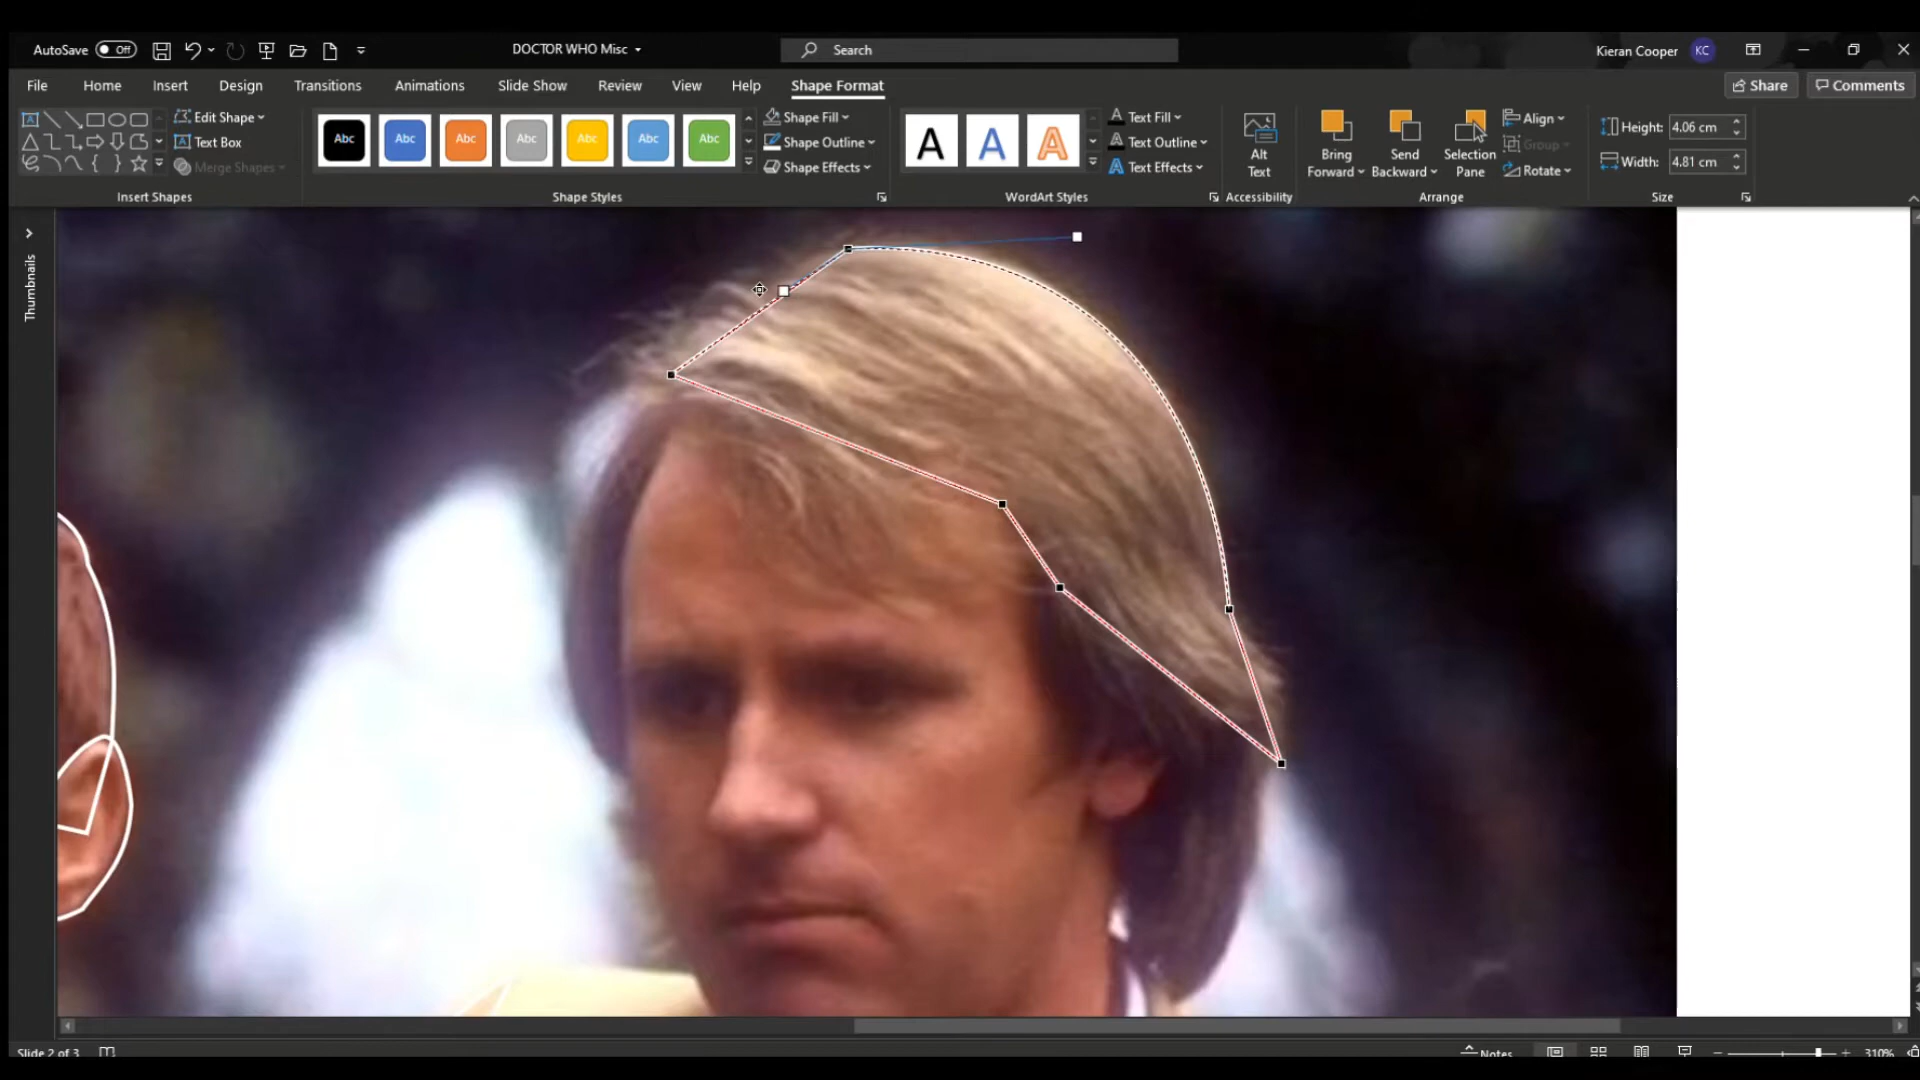 AutoSave Off DOCTOR WHO Misc Search Kieran Cooper KC
File Home Insert Design Transitions Animations Slide Show Review View Help Shape Format Share Comments
Edit Shape
Text Box
Merge Shapes
Insert Shapes
Abc Abc Abc Abc Abc Abc Abc
Shape Fill
Shape Outline
Shape Effects
Shape Styles
A A A
Text Fill
Text Outline
Text Effects
WordArt Styles
Alt
Text
Accessibility
Bring
Forward
Send
Backward
Selection
Pane
Align
Group
Rotate
Arrange
Height: 4.06 cm
Width: 4.81 cm
Size
Thumbnails
Slide 2 of 3 Notes 310%